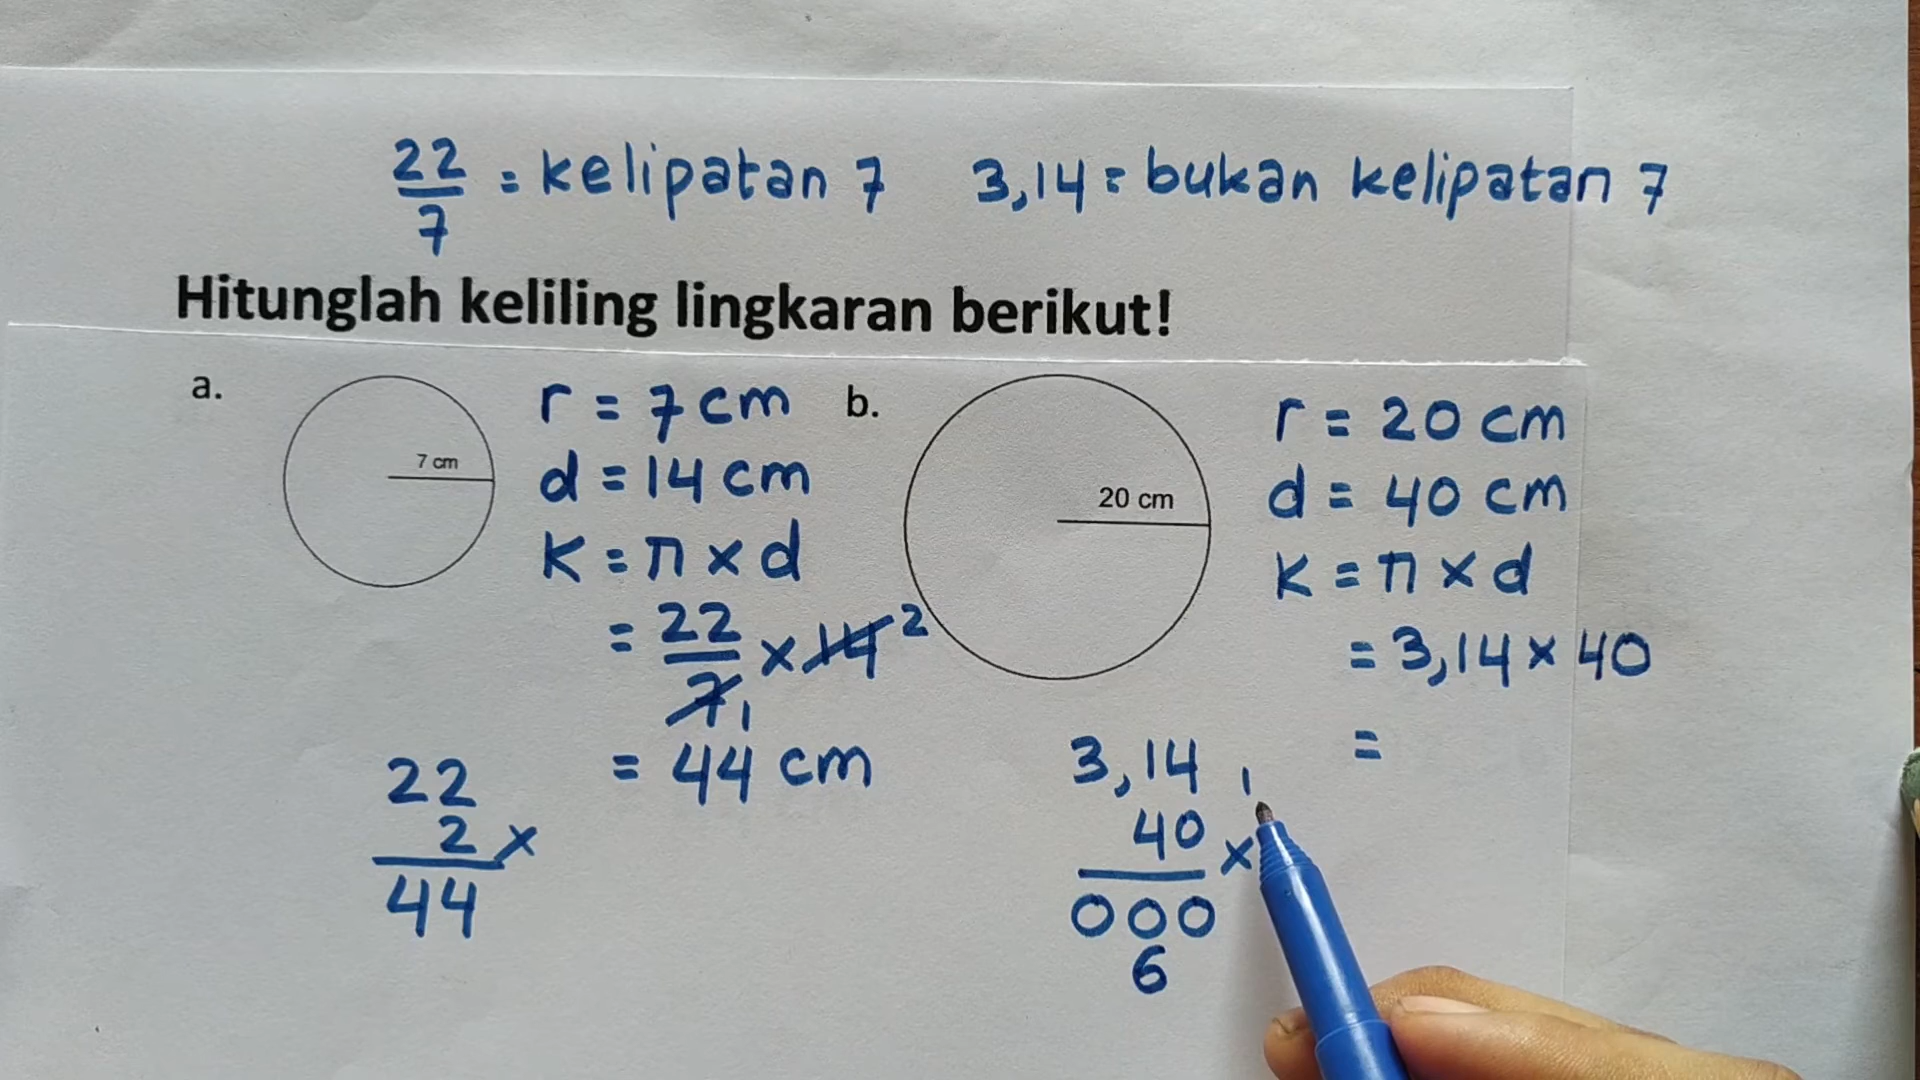 22/7 = kelipatan 7 3,14 = bukan kelipatan 7
Hitunglah keliling lingkaran berikut!
a.
7 cm
r = 7 cm
d = 14 cm
K = π x d
= 22/7 1 x 14 2
= 44 cm
22
2 x
44
b.
20 cm
r = 20 cm
d = 40 cm
K = π x d
= 3,14 x 40
=
3,14 1
40 x
000
6